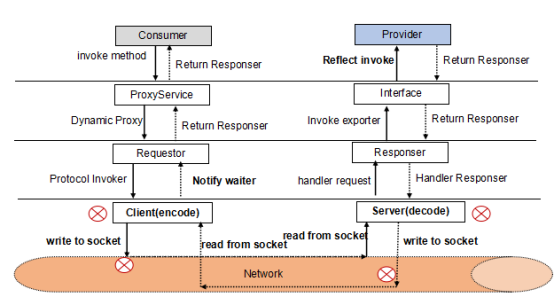 Consumer
Provider
invoke method
Return Responser
Reflect invoke
Return Responser
ProxyService
Interface
Dynamic Proxy
Return Responser
Invoke exporter
Return Responser
Requestor
Responser
Protocol Invoker
Notify waiter
handler request
Handler Responser
Client(encode)
Server(decode)
write to socket
read from socket
read from socket
write to socket
Network